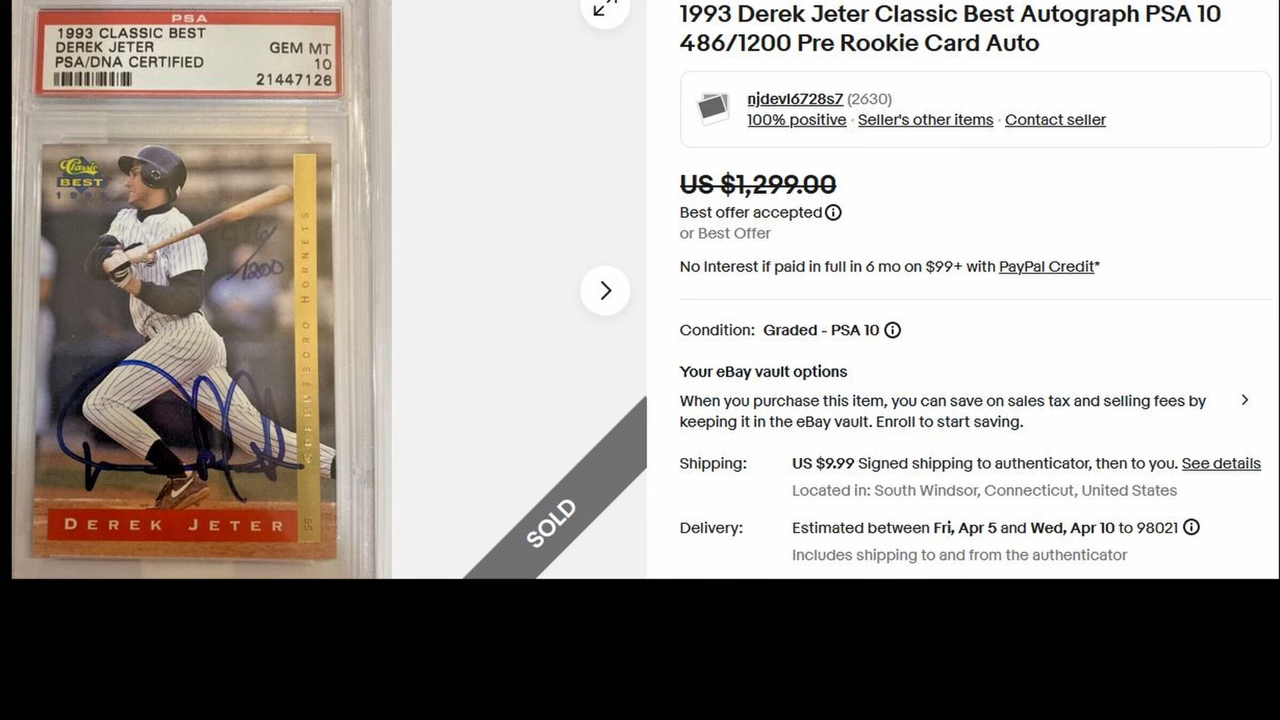 PSA
1993 CLASSIC BEST
DEREK JETER GEM MT
PSA/DNA CERTIFIED 10
21447126
Classic
BEST
/1200
DEREK JETER
55
SOLD
1993 Derek Jeter Classic Best Autograph PSA 10
486/1200 Pre Rookie Card Auto
njdevl6728s7 (2630)
100% positive · Seller's other items · Contact seller
US $1,299.00
Best offer accepted
or Best Offer
No Interest if paid in full in 6 mo on $99+ with PayPal Credit*
Condition: Graded - PSA 10
Your eBay vault options
When you purchase this item, you can save on sales tax and selling fees by
keeping it in the eBay vault. Enroll to start saving.
Shipping: US $9.99 Signed shipping to authenticator, then to you. See details
Located in: South Windsor, Connecticut, United States
Delivery: Estimated between Fri, Apr 5 and Wed, Apr 10 to 98021
Includes shipping to and from the authenticator